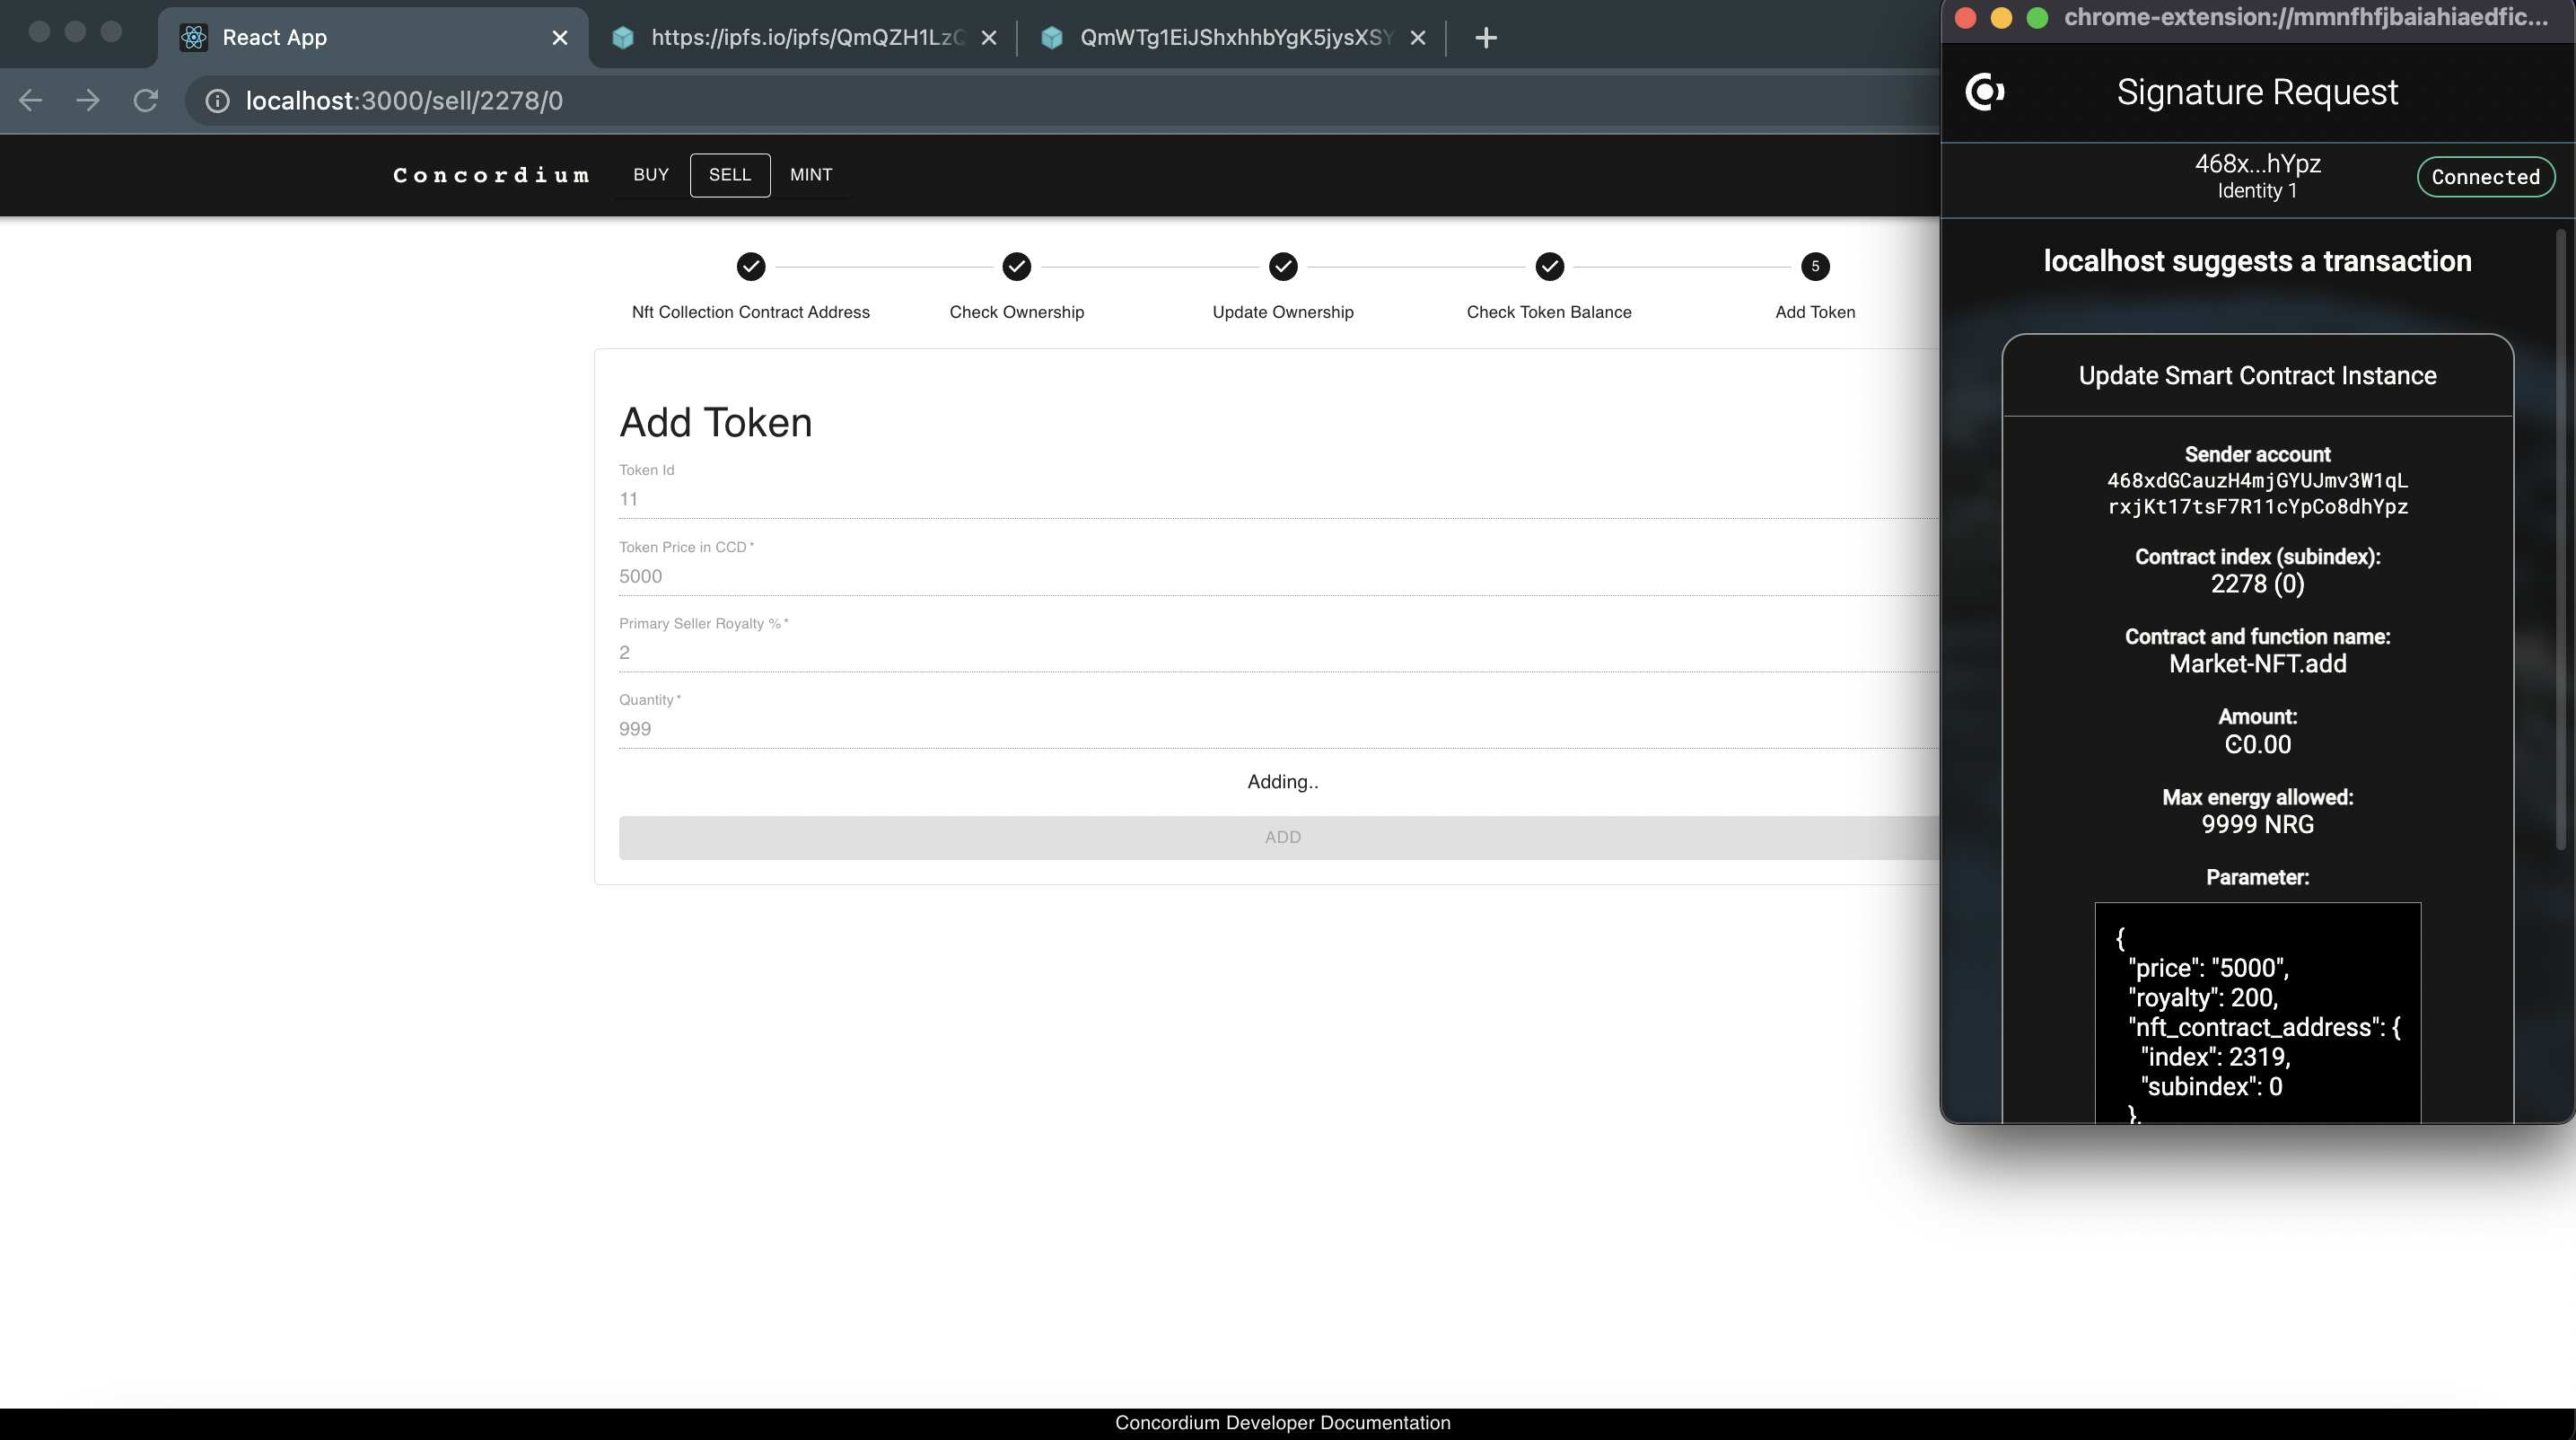 React App
https://ipfs.io/ipfs/QmQZH1Lz
QmWTg1EiJShxhhbYgK5jysXSY
chrome-extension://mmnfhfjbaiahiaedfic...
localhost:3000/sell/2278/0
Signature Request
Concordium
BUY
SELL
MINT
468x...hYpz
Identity 1
Connected
localhost suggests a transaction
5
Nft Collection Contract Address
Check Ownership
Update Ownership
Check Token Balance
Add Token
Add Token
Token Id
11
Token Price in CCD *
5000
Primary Seller Royalty % *
2
Quantity *
999
Adding..
ADD
Update Smart Contract Instance
Sender account
468xdGCauzH4mjGYUJmv3W1qL
rxjKt17tsF7R11cYpCo8dhYpz
Contract index (subindex):
2278 (0)
Contract and function name:
Market-NFT.add
Amount:
Ͼ0.00
Max energy allowed:
9999 NRG
Parameter:
{
"price": "5000",
"royalty": 200,
"nft_contract_address": {
"index": 2319,
"subindex": 0
},
Concordium Developer Documentation